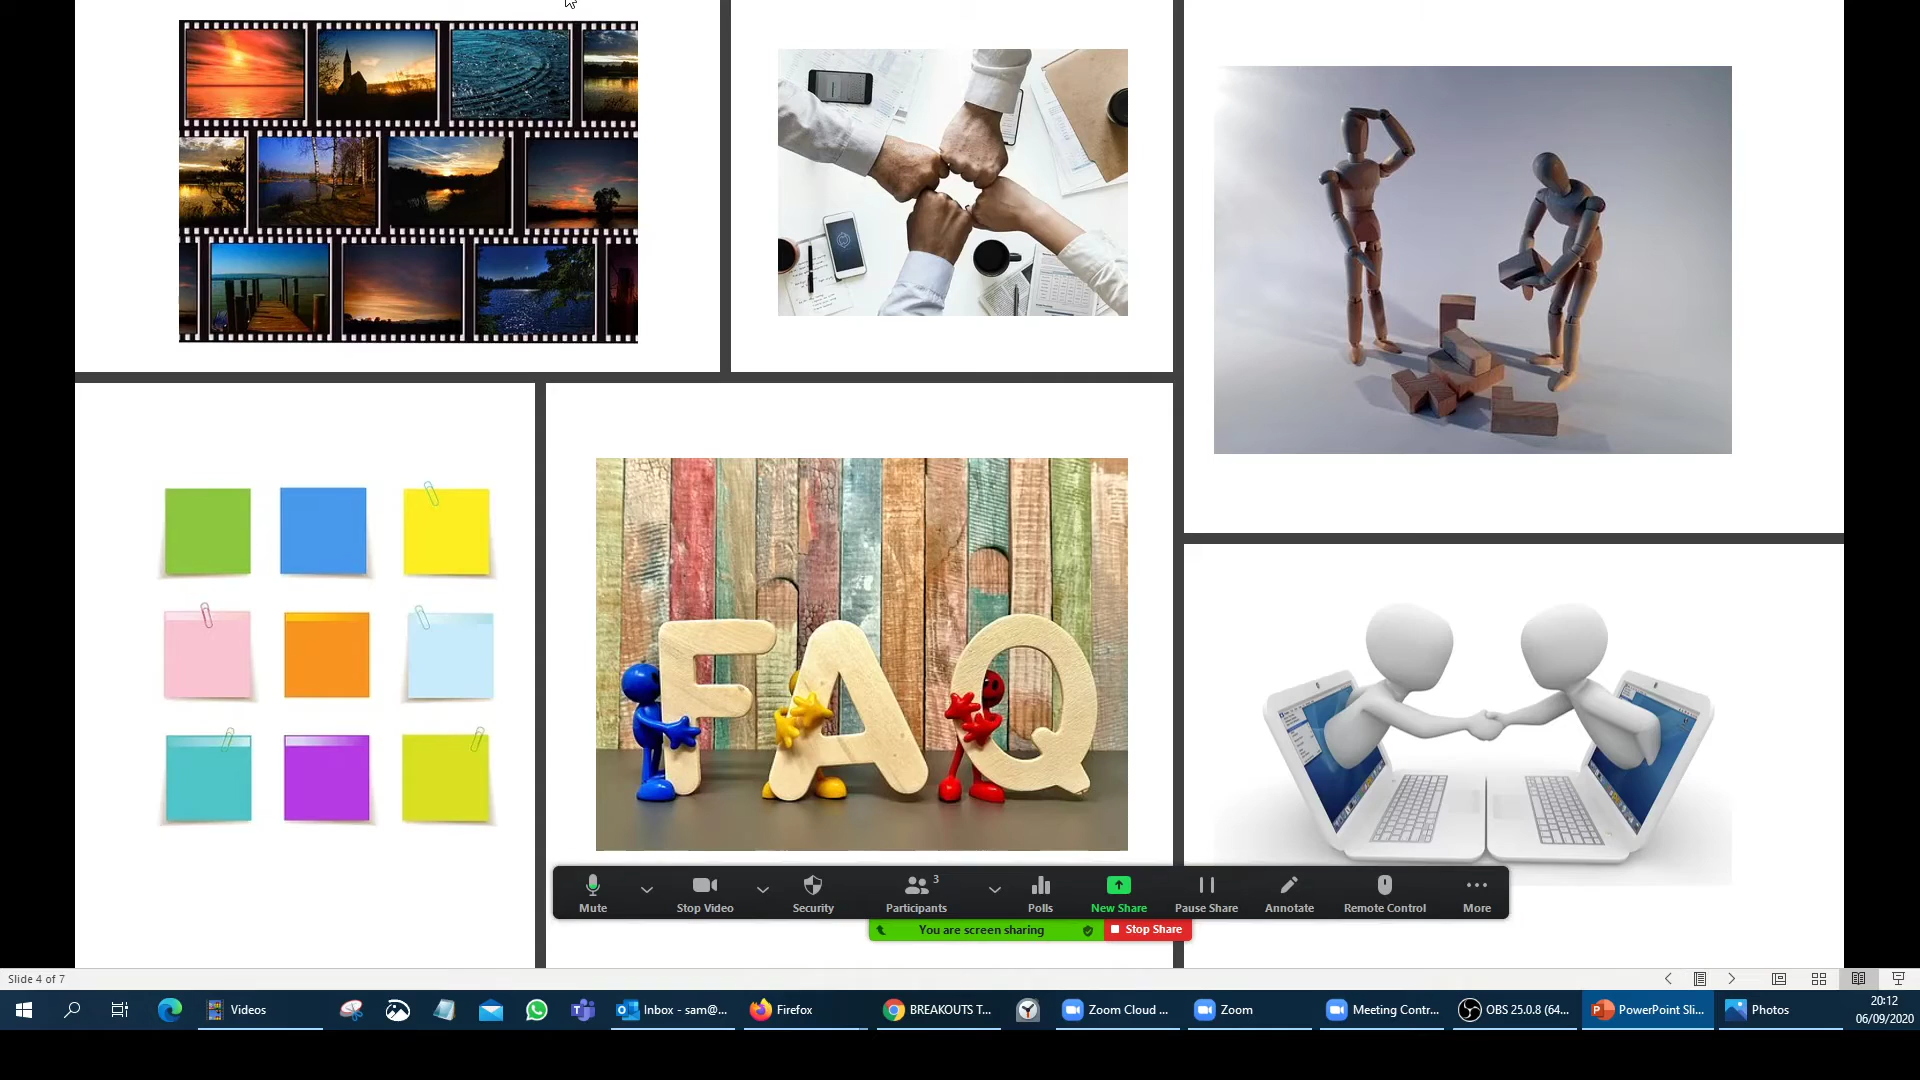 FAQ
3
Mute
Stop Video
Security
Participants
Polls
New Share
Pause Share
Annotate
Remote Control
More
You are screen sharing
Stop Share
Slide 4 of 7
Videos
Inbox - sam@...
Firefox
BREAKOUTS T...
Zoom Cloud ...
Zoom
Meeting Contr...
OBS 25.0.8 (64...
PowerPoint Sli...
Photos
20:12
06/09/2020